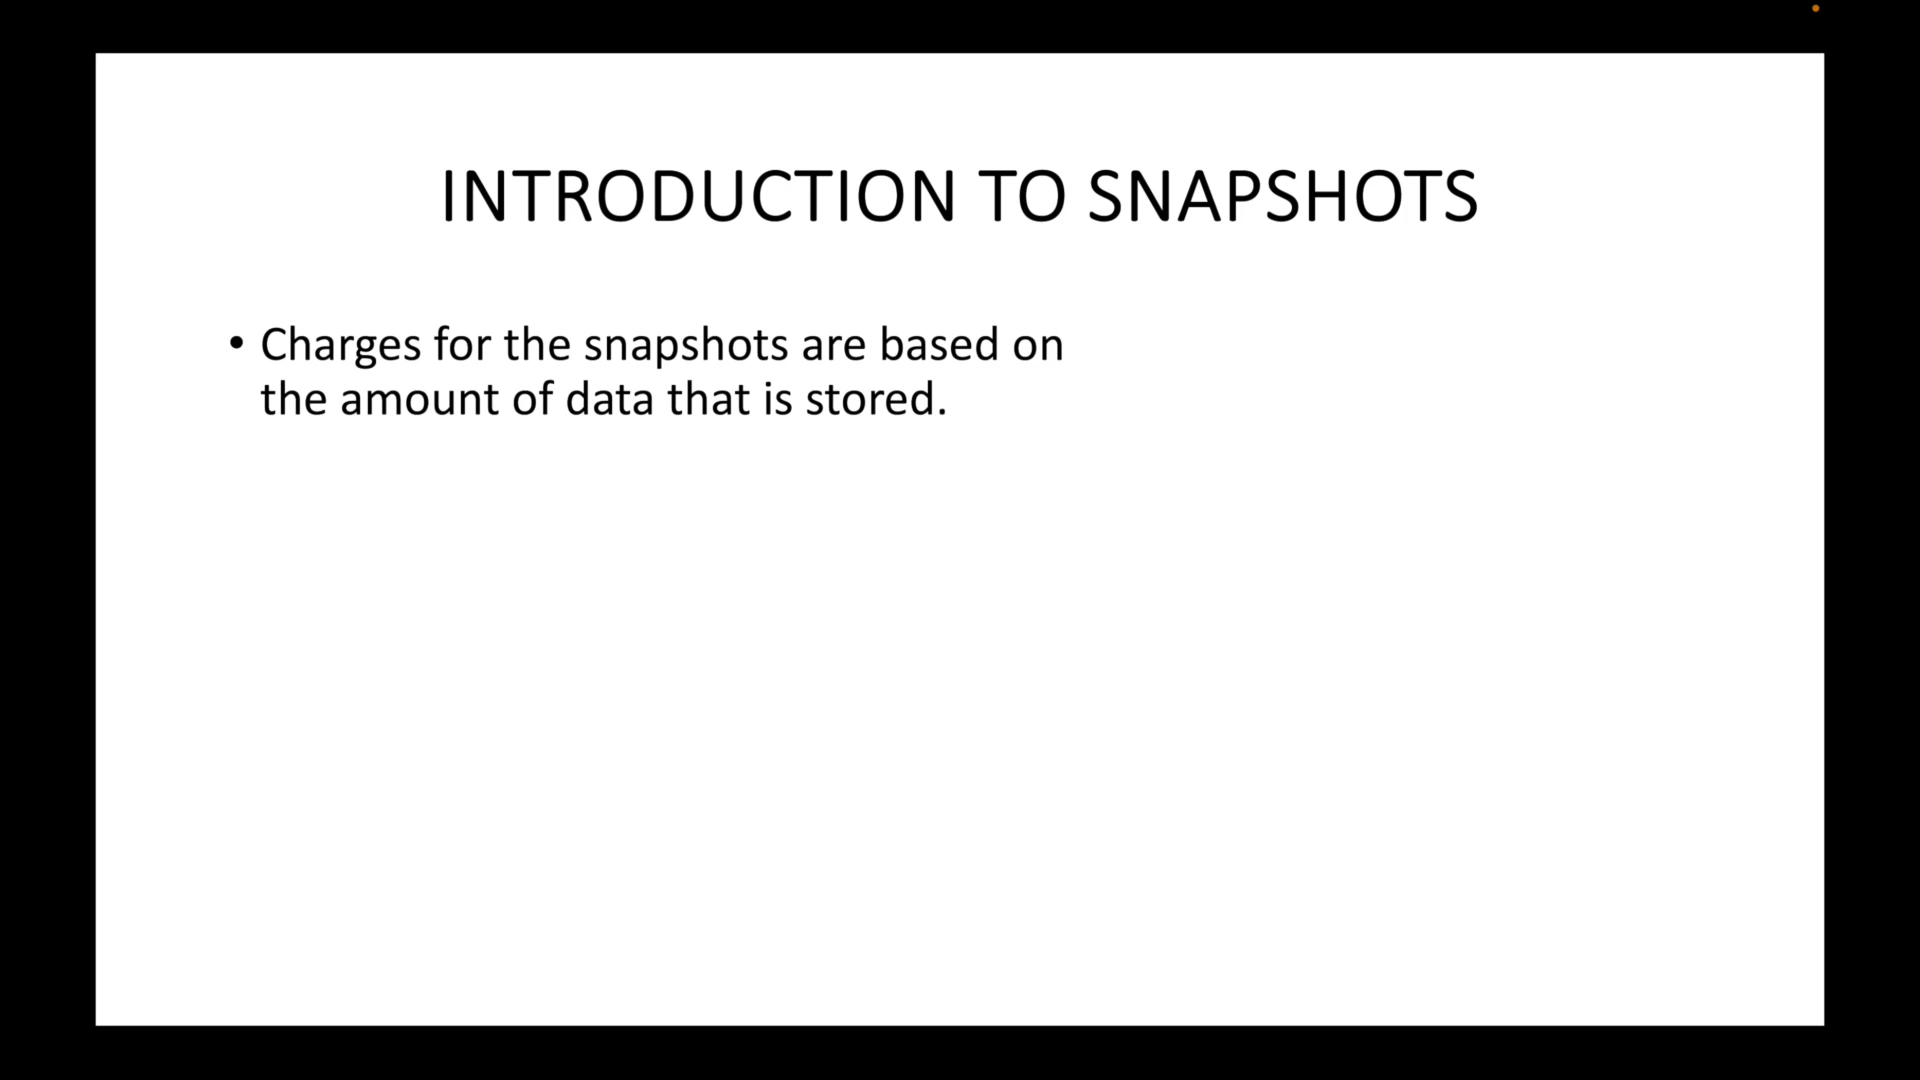 INTRODUCTION TO SNAPSHOTS
• Charges for the snapshots are based on
the amount of data that is stored.